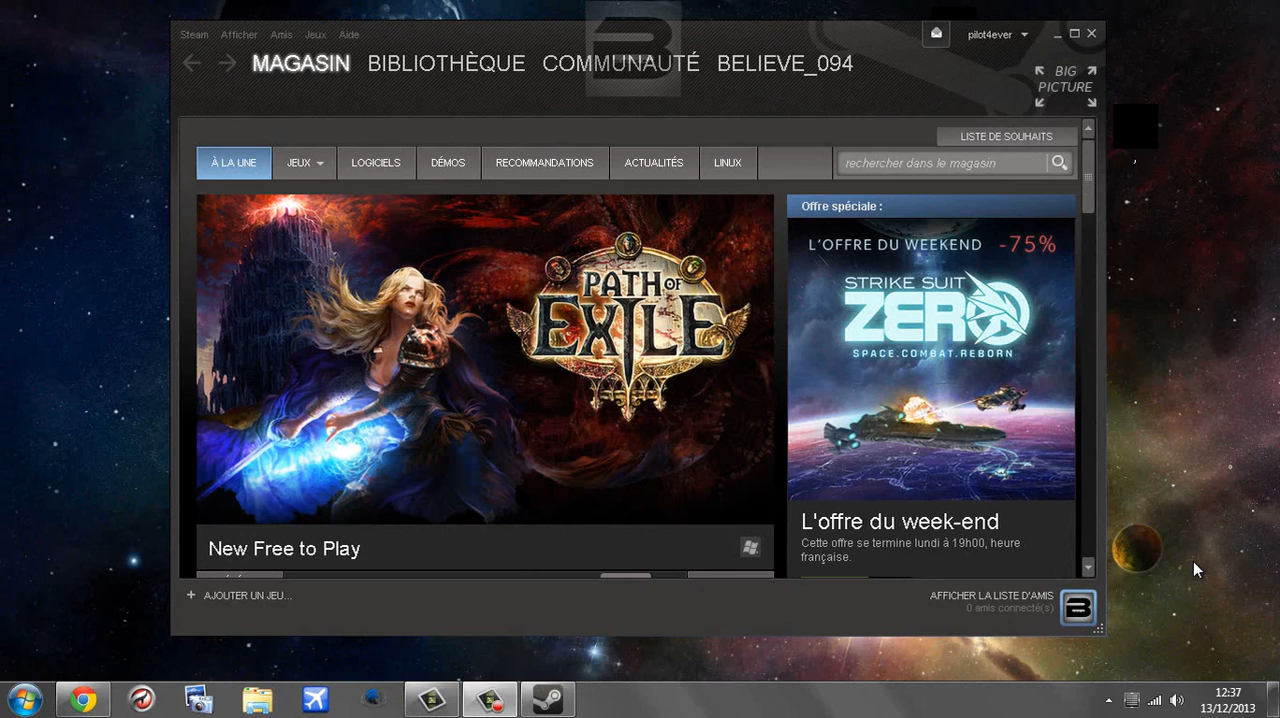 Steam Afficher Amis Jeux Aide
pilot4ever
MAGASIN BIBLIOTHÈQUE COMMUNAUTÉ BELIEVE_094
BIG
PICTURE
LISTE DE SOUHAITS
À LA UNE JEUX LOGICIELS DÉMOS RECOMMANDATIONS ACTUALITÉS LINUX
rechercher dans le magasin
PATH OF
EXILE
New Free to Play
Offre spéciale :
L'OFFRE DU WEEKEND -75%
STRIKE SUIT
ZERO
SPACE.COMBAT.REBORN
L'offre du week-end
Cette offre se termine lundi à 19h00, heure
française.
+ AJOUTER UN JEU...
AFFICHER LA LISTE D'AMIS
0 amis connecté(s)
12:37
13/12/2013